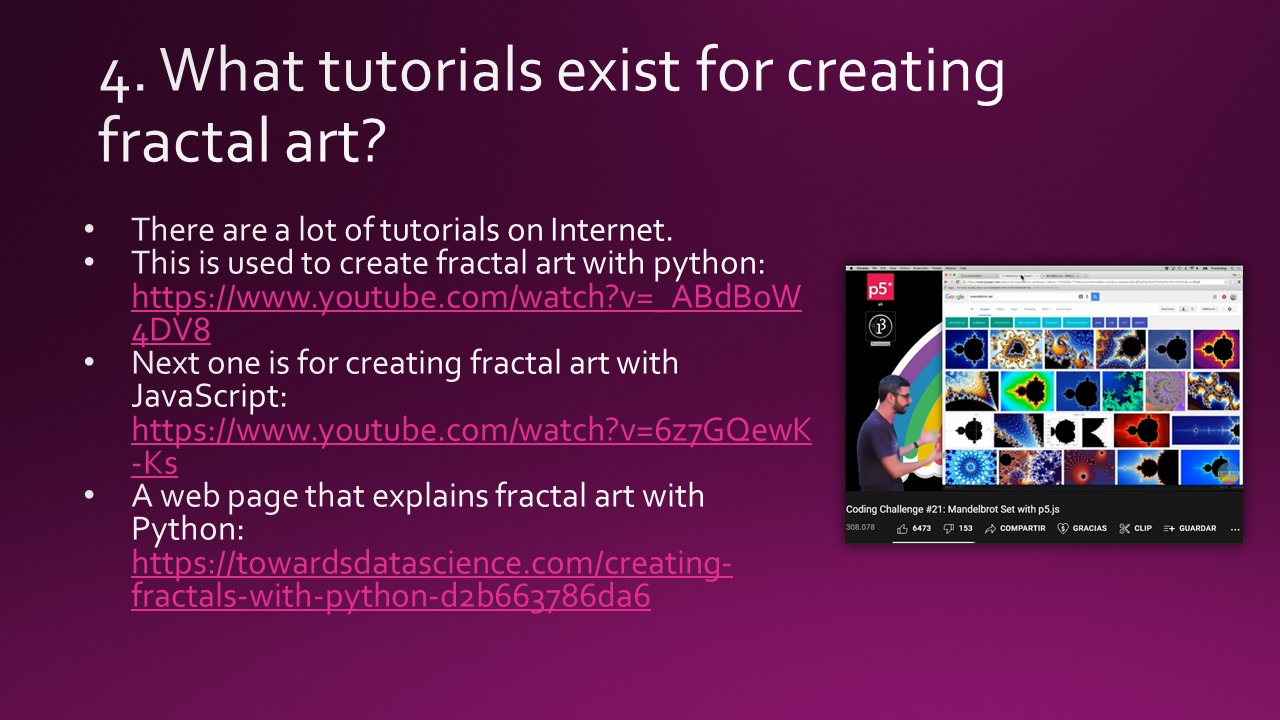 4. What tutorials exist for creating
fractal art?
• There are a lot of tutorials on Internet.
• This is used to create fractal art with python:
https://www.youtube.com/watch?v=_ABdBoW
4DV8
• Next one is for creating fractal art with
JavaScript:
https://www.youtube.com/watch?v=6z7GQewK
-Ks
• A web page that explains fractal art with
Python:
https://towardsdatascience.com/creating-
fractals-with-python-d2b663786da6
p5*
Google
mandelbrot set
Coding Challenge #21: Mandelbrot Set with p5.js
308.078 6473 153 COMPARTIR GRACIAS CLIP GUARDAR ...